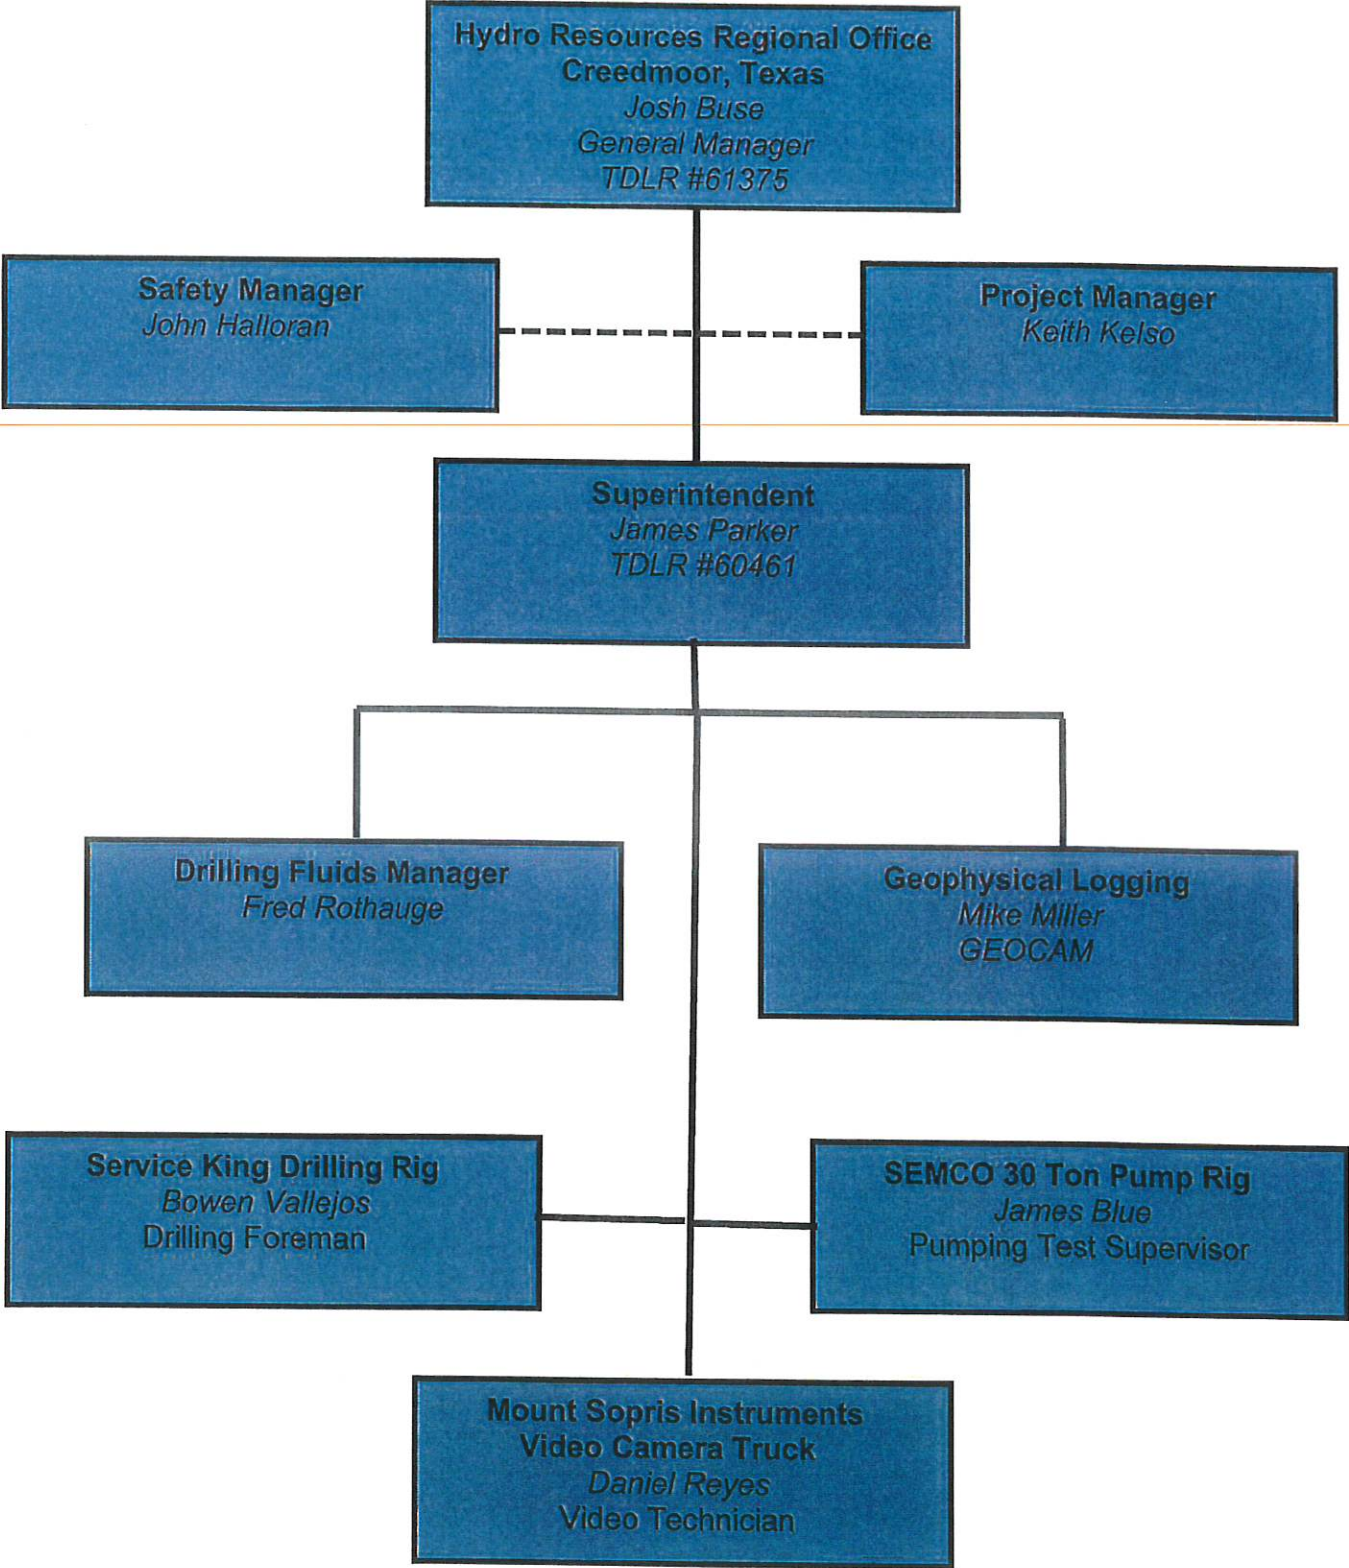 Hydro Resources Regional Office
Creedmoor, Texas
Josh Buse
General Manager
TDLR #61375
Safety Manager
John Halloran
Project Manager
Keith Kelso
Superintendent
James Parker
TDLR #60461
Drilling Fluids Manager
Fred Rothauge
Geophysical Logging
Mike Miller
GEOCAM
Service King Drilling Rig
Bowen Vallejos
Drilling Foreman
SEMCO 30 Ton Pump Rig
James Blue
Pumping Test Supervisor
Mount Sopris Instruments
Video Camera Truck
Daniel Reyes
Video Technician